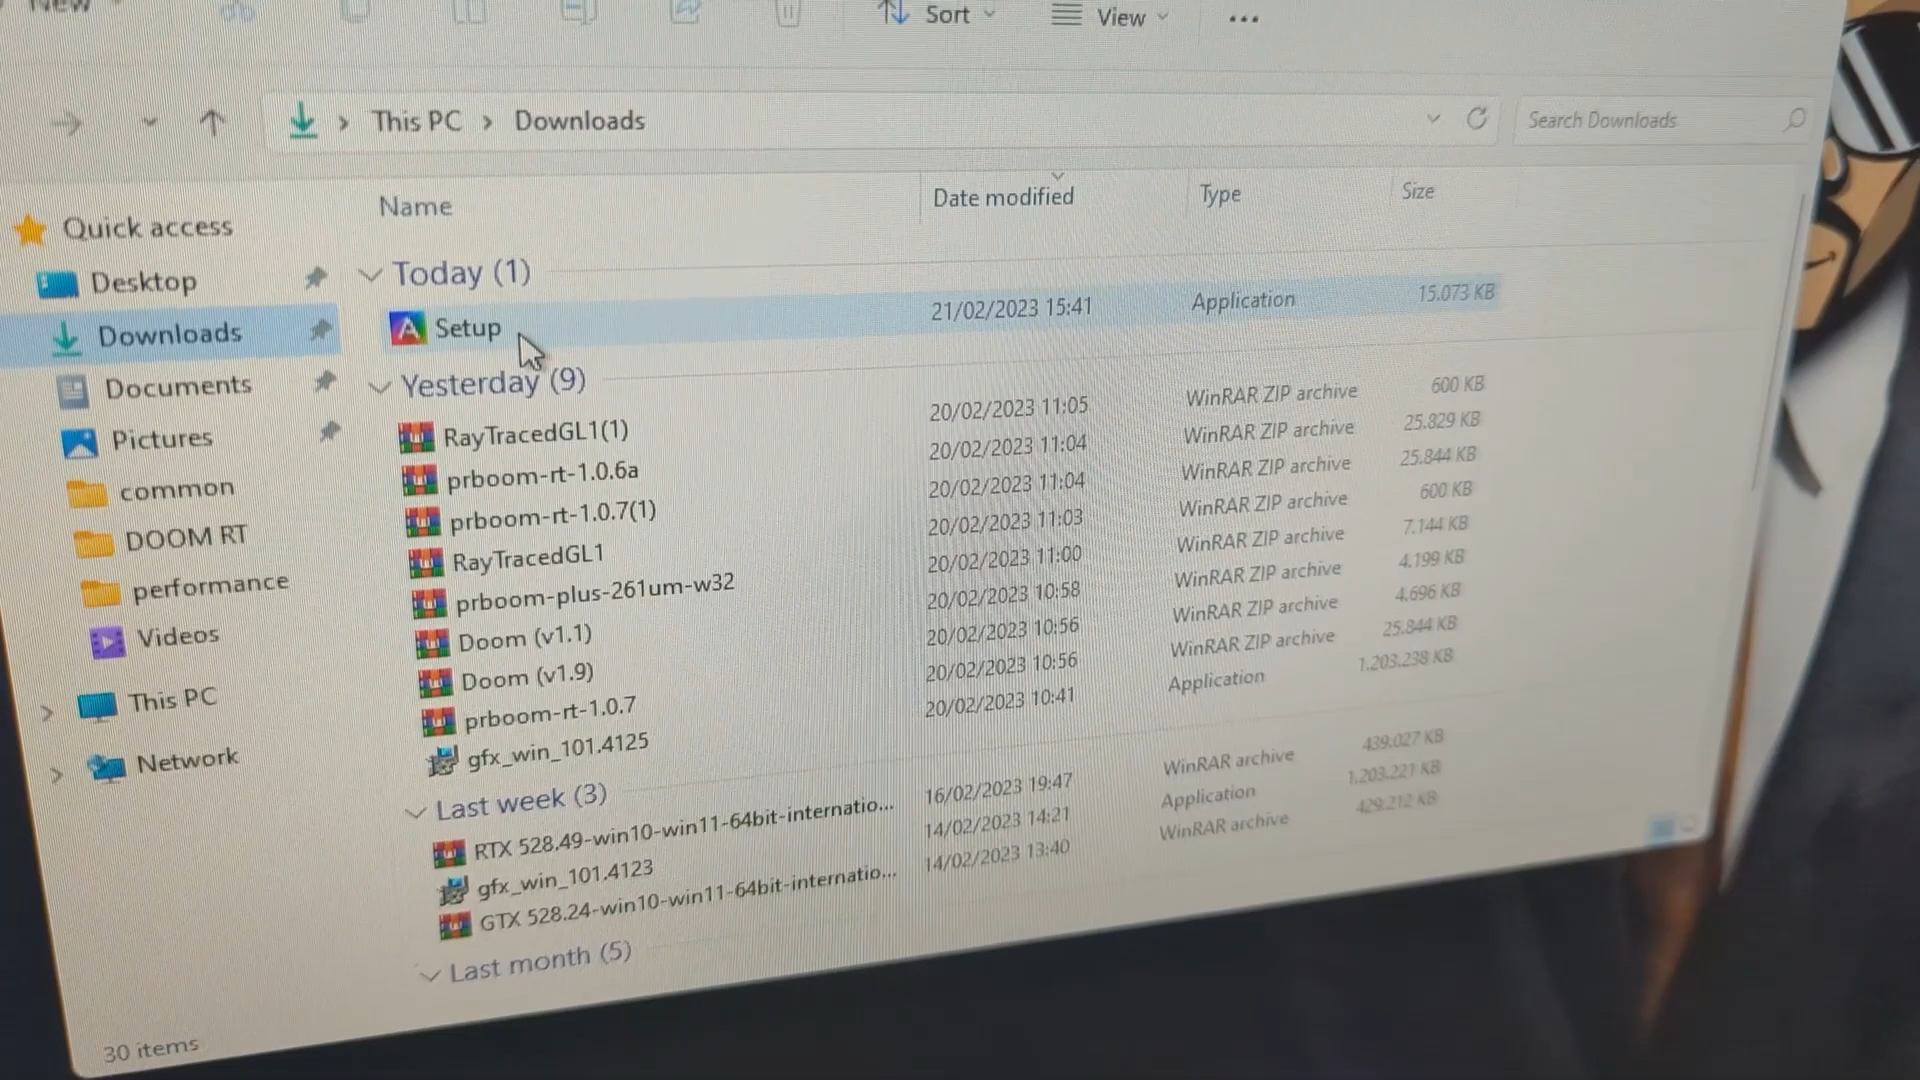 New
Sort
View
This PC > Downloads
Search Downloads
Name
Date modified
Type
Size
Quick access
Desktop
Downloads
Documents
Pictures
common
DOOM RT
performance
Videos
This PC
Network
Today (1)
Setup 21/02/2023 15:41 Application 15.073 KB
Yesterday (9)
RayTracedGL1(1) 20/02/2023 11:05 WinRAR ZIP archive 600 KB
prboom-rt-1.0.6a 20/02/2023 11:04 WinRAR ZIP archive 25.829 KB
prboom-rt-1.0.7(1) 20/02/2023 11:04 WinRAR ZIP archive 25.844 KB
RayTracedGL1 20/02/2023 11:03 WinRAR ZIP archive 600 KB
prboom-plus-261um-w32 20/02/2023 11:00 WinRAR ZIP archive 7.144 KB
Doom (v1.1) 20/02/2023 10:58 WinRAR ZIP archive 4.199 KB
Doom (v1.9) 20/02/2023 10:56 WinRAR ZIP archive 4.696 KB
prboom-rt-1.0.7 20/02/2023 10:56 WinRAR ZIP archive 25.844 KB
gfx_win_101.4125 20/02/2023 10:41 Application 1.203.238 KB
Last week (3)
RTX 528.49-win10-win11-64bit-internatio... 16/02/2023 19:47 WinRAR archive 439.027 KB
gfx_win_101.4123 14/02/2023 14:21 Application 1.203.221 KB
GTX 528.24-win10-win11-64bit-internatio... 14/02/2023 13:40 WinRAR archive 429.212 KB
Last month (5)
30 items